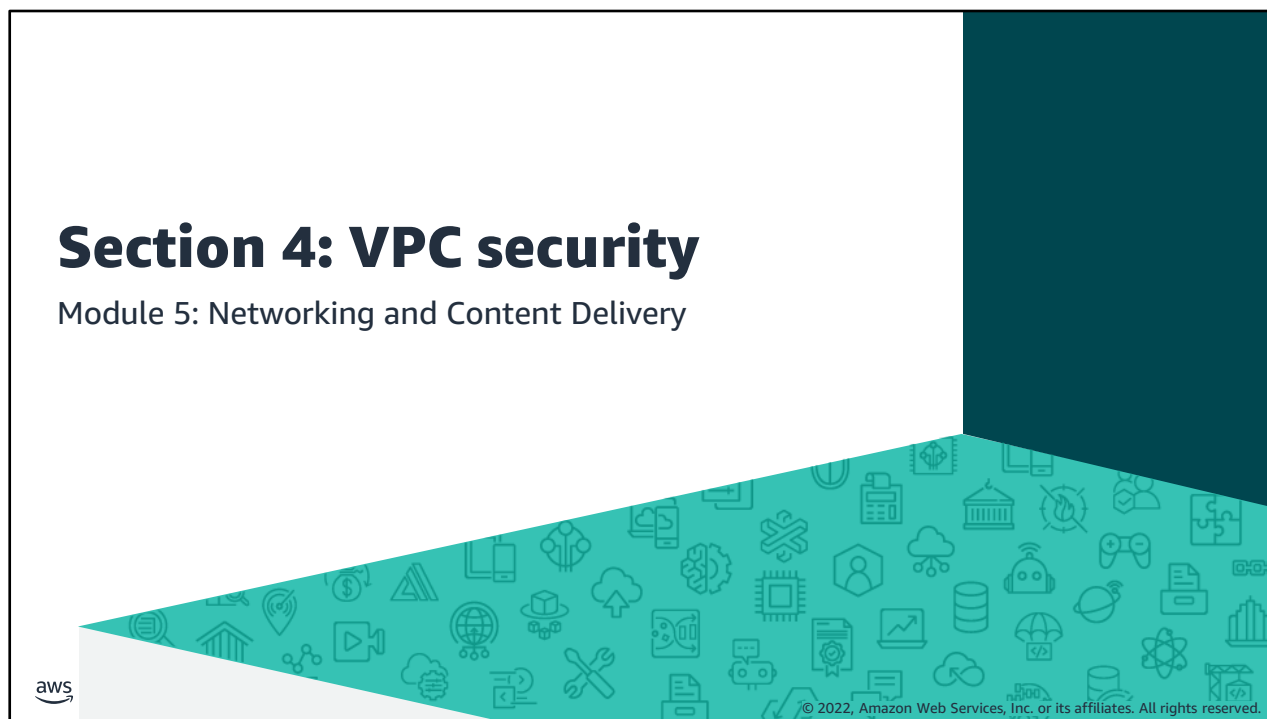 Section 4: VPC security
Module 5: Networking and Content Delivery
aws
© 2022, Amazon Web Services, Inc. or its affiliates. All rights reserved.